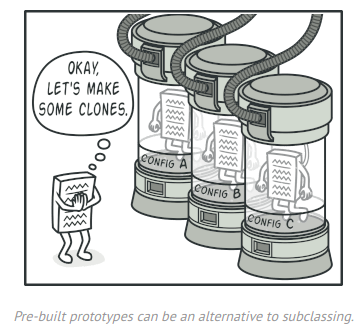 OKAY,
LET'S MAKE
SOME CLONES.
CONFIG A
CONFIG B
CONFIG C
Pre-built prototypes can be an alternative to subclassing.